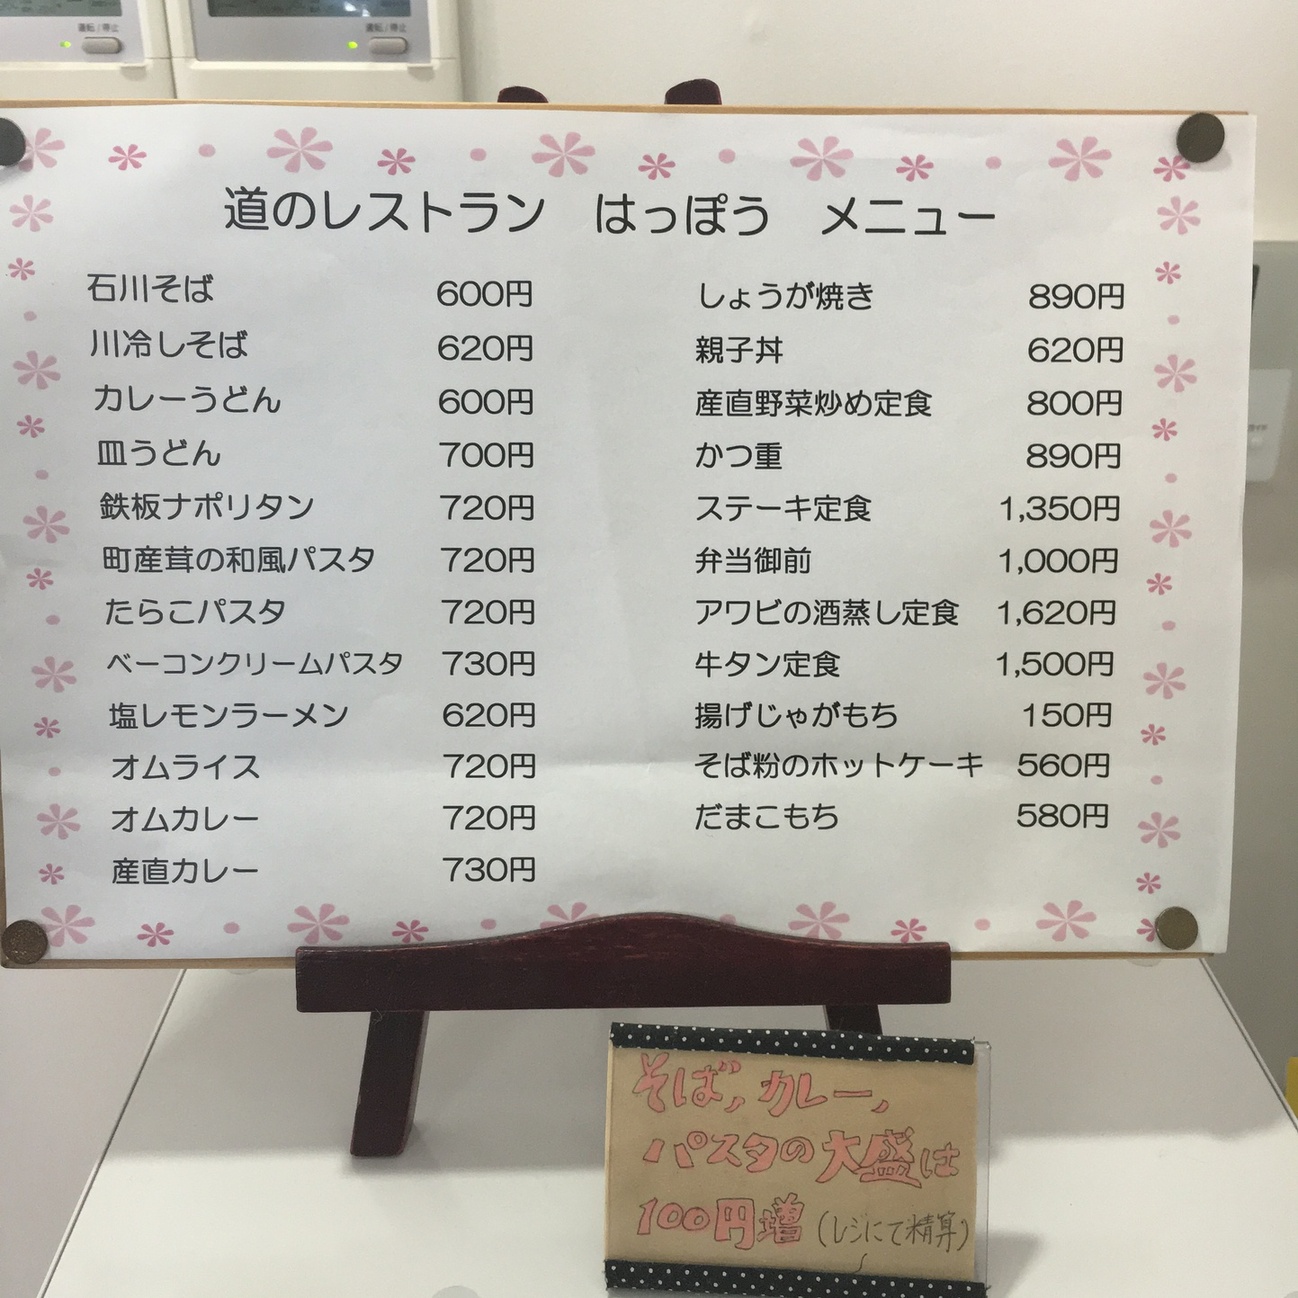 運転/停止
運転/停止
道のレストラン はっぽう メニュー
石川そば 600円
川冷しそば 620円
カレーうどん 600円
皿うどん 700円
鉄板ナポリタン 720円
町産茸の和風パスタ 720円
たらこパスタ 720円
ベーコンクリームパスタ 730円
塩レモンラーメン 620円
オムライス 720円
オムカレー 720円
産直カレー 730円
しょうが焼き 890円
親子丼 620円
産直野菜炒め定食 800円
かつ重 890円
ステーキ定食 1,350円
弁当御前 1,000円
アワビの酒蒸し定食 1,620円
牛タン定食 1,500円
揚げじゃがもち 150円
そば粉のホットケーキ 560円
だまこもち 580円
そば,カレー,
パスタの大盛は
100円増(レジにて精算)